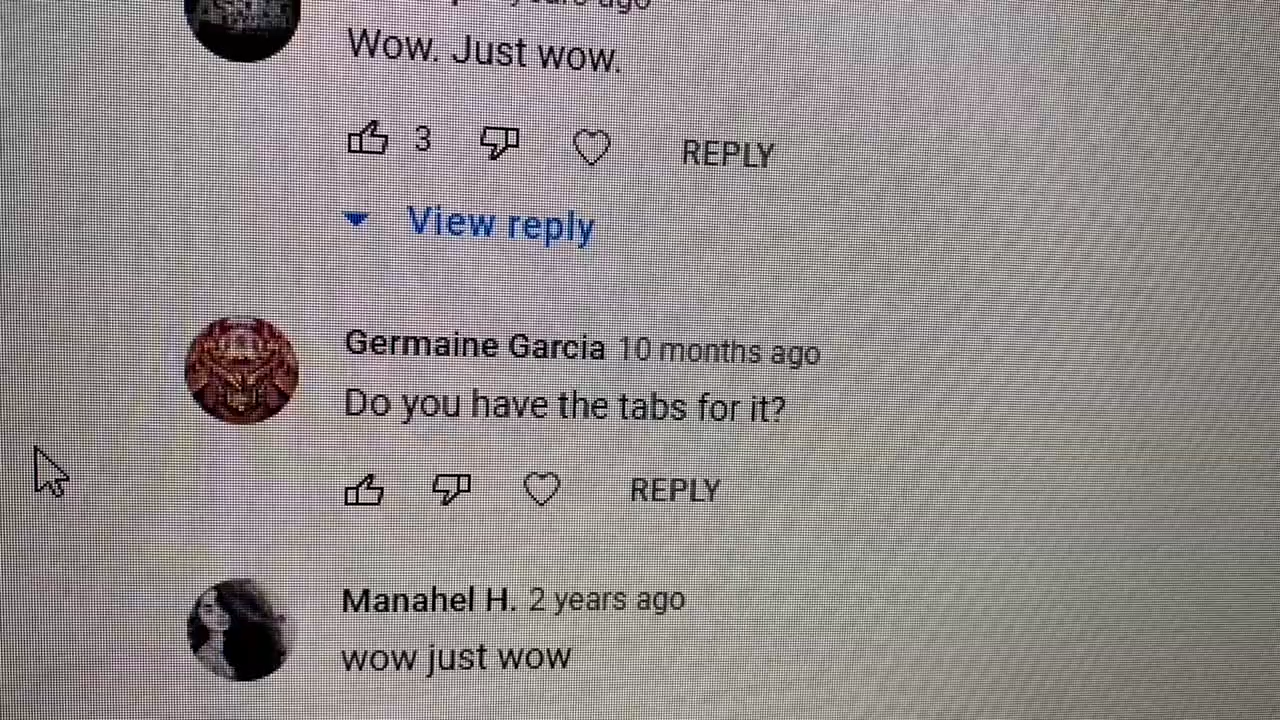 ago
Wow. Just wow.
3 REPLY
View reply
Germaine Garcia 10 months ago
Do you have the tabs for it?
REPLY
Manahel H. 2 years ago
wow just wow